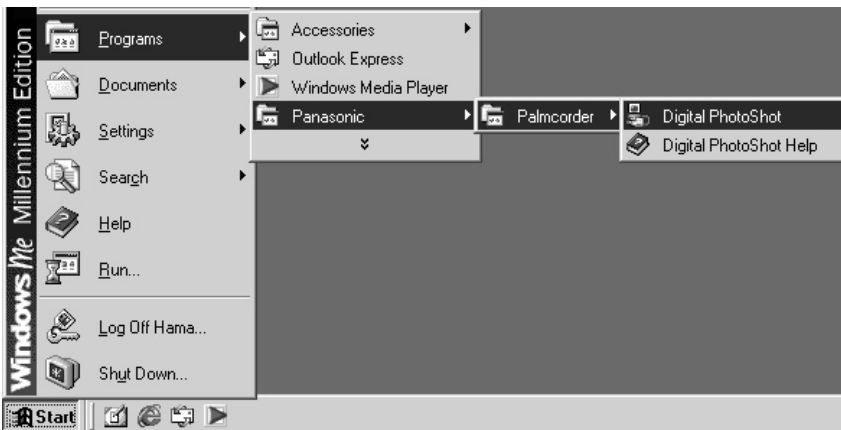 Windows Me Millennium Edition
Programs
Documents
Settings
Search
Help
Run...
Log Off Hama...
Shut Down...
Accessories
Outlook Express
Windows Media Player
Panasonic
Palmcorder
Digital PhotoShot
Digital PhotoShot Help
Start